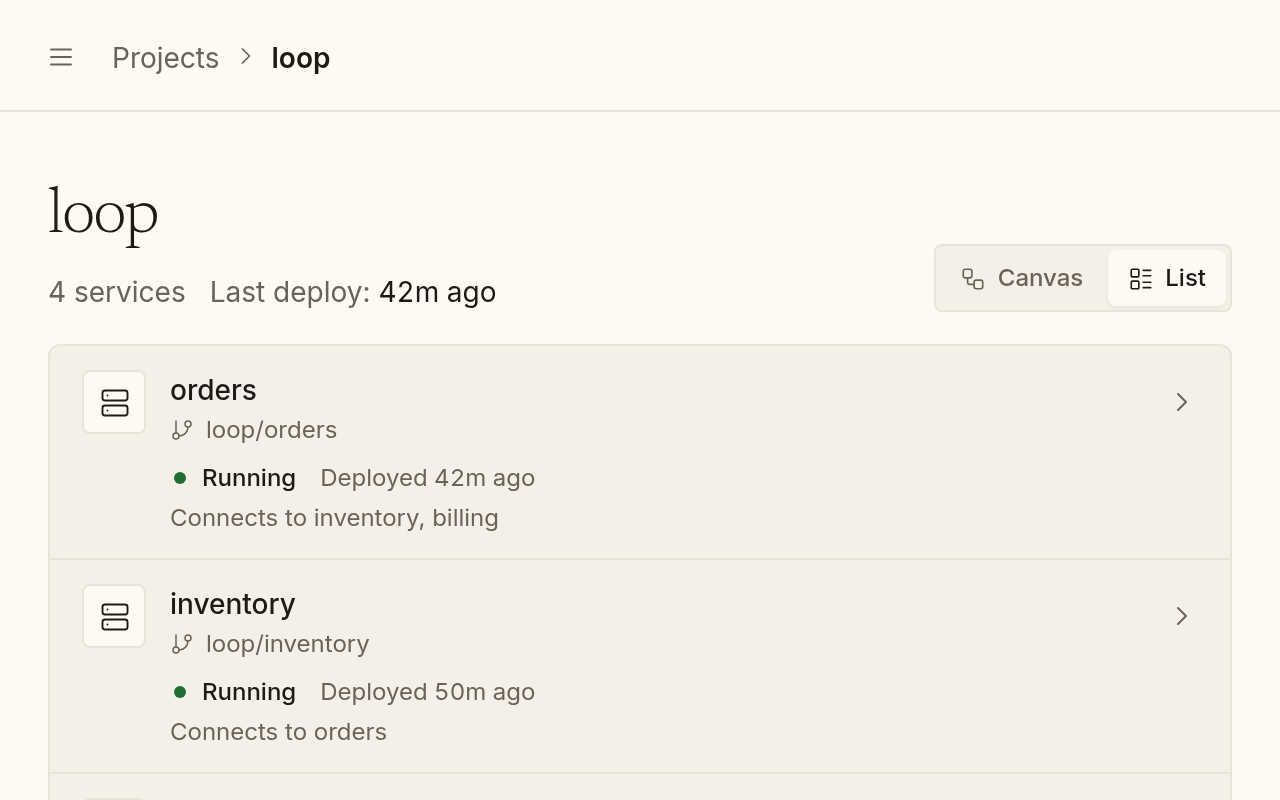 Projects > loop
loop
4 services Last deploy: 42m ago
Canvas List
orders
loop/orders
Running Deployed 42m ago
Connects to inventory, billing
inventory
loop/inventory
Running Deployed 50m ago
Connects to orders